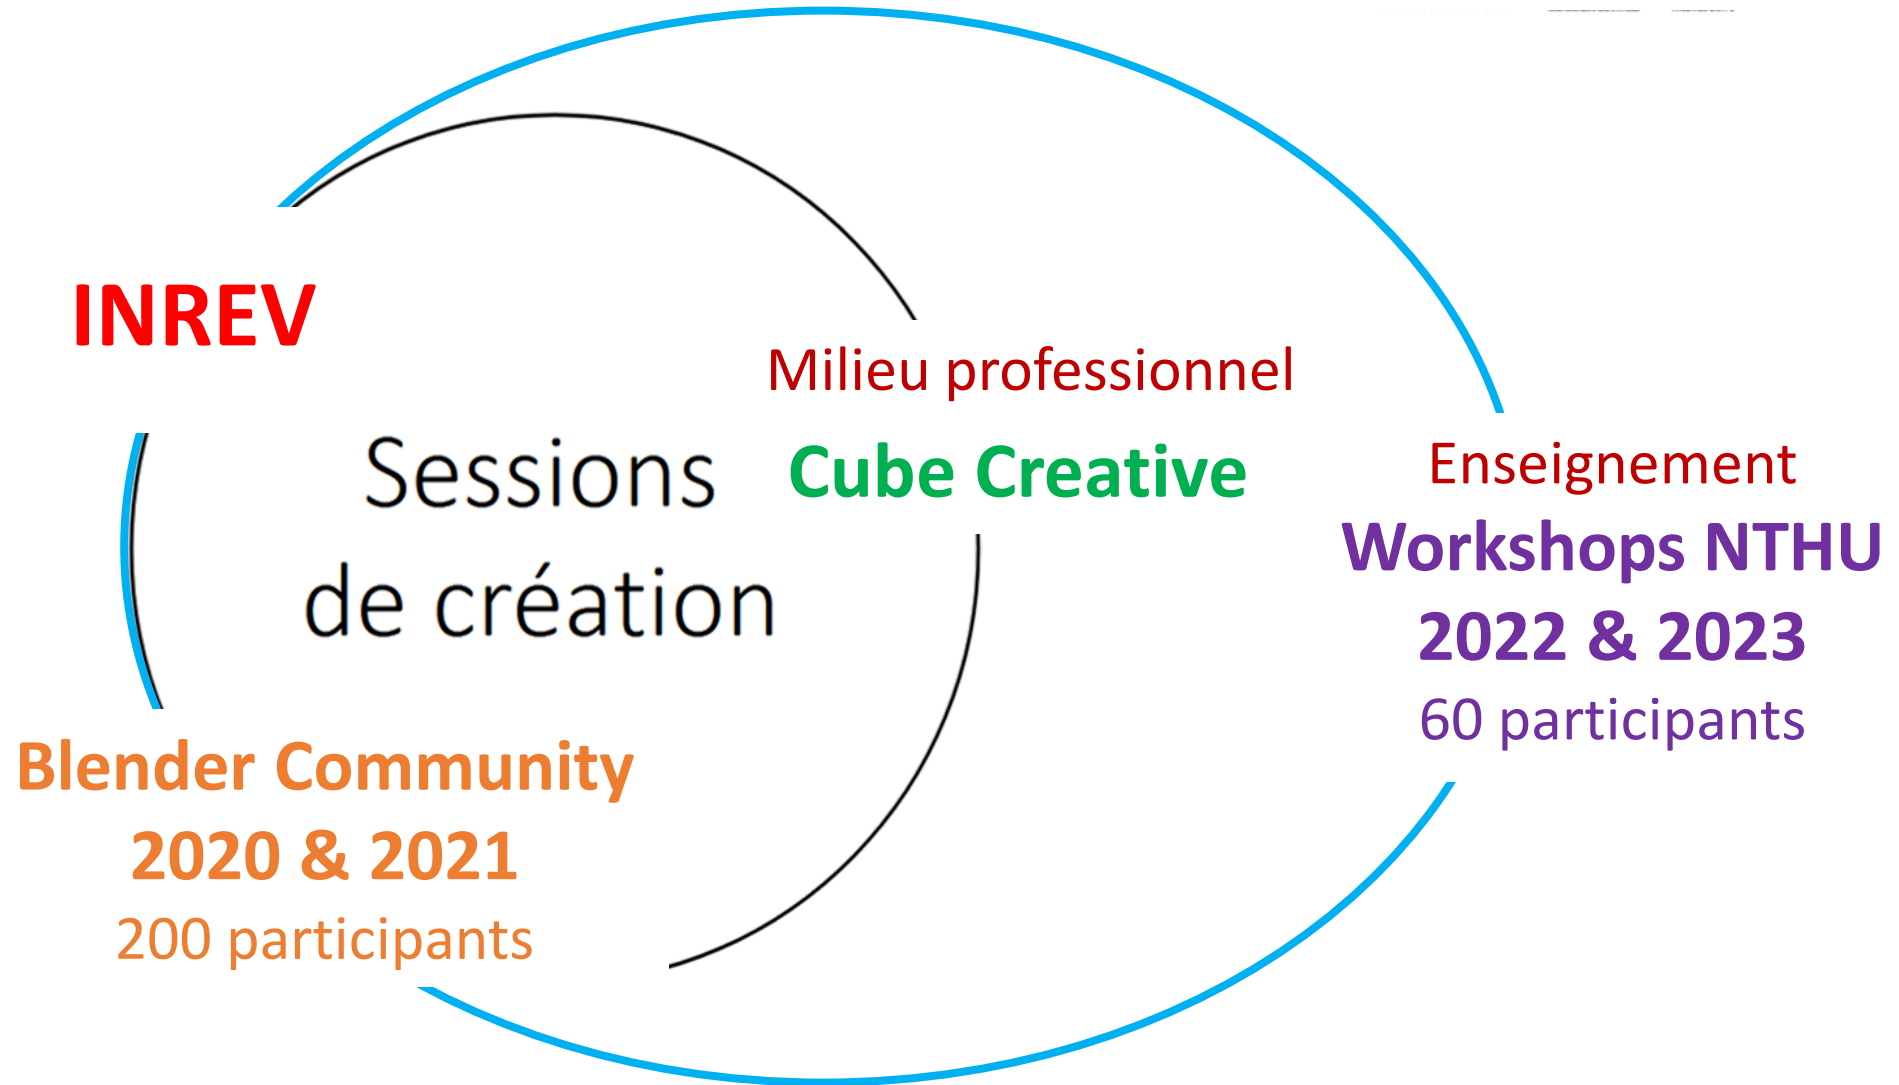 INREV
Milieu professionnel
Cube Creative
Sessions
de création
Enseignement
Workshops NTHU
2022 & 2023
60 participants
Blender Community
2020 & 2021
200 participants